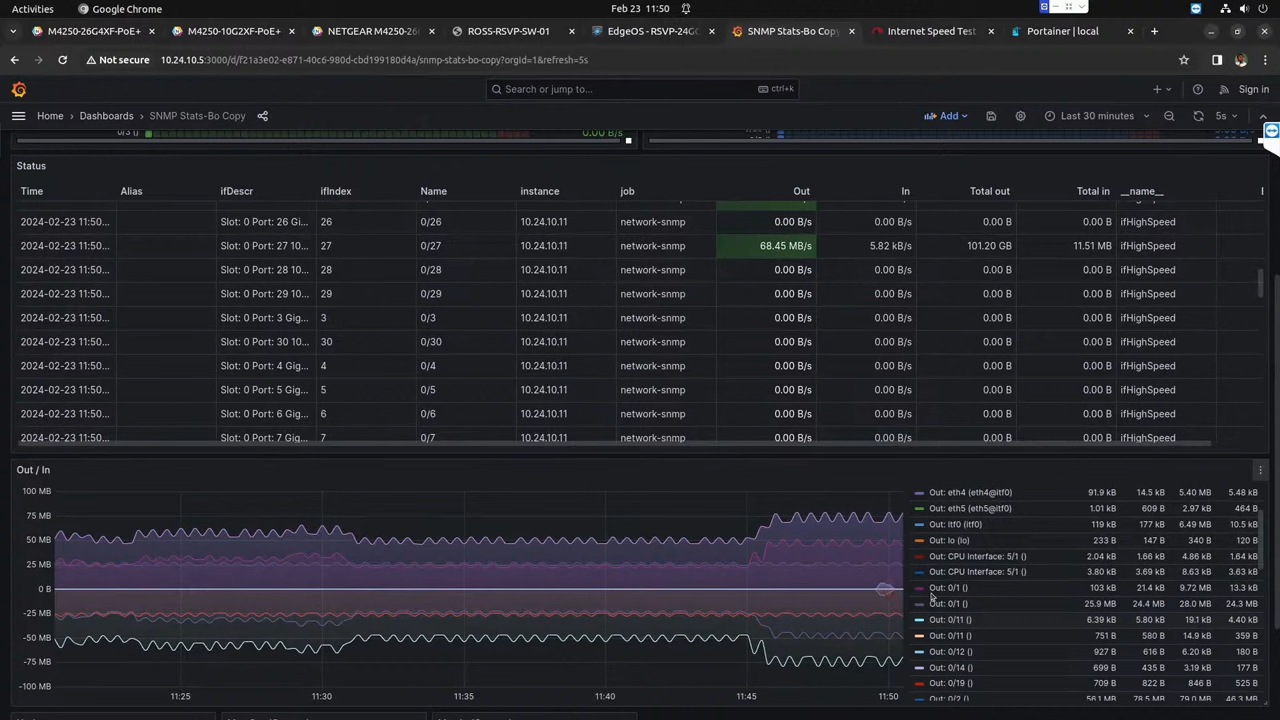 Activities Google Chrome Feb 23 11:50
M4250-26G4XF-PoE+ M4250-10G2XF-PoE+ NETGEAR M4250-26 ROSS-RSVP-SW-01 EdgeOS - RSVP-24G SNMP Stats-Bo Copy Internet Speed Test Portainer | local
Not secure 10.24.10.5:3000/d/f21a3e02-e871-40c6-980d-cbd199180d4a/snmp-stats-bo-copy?orgId=1&refresh=5s
Search or jump to... ctrl+k Sign in
Home Dashboards SNMP Stats-Bo Copy Add Last 30 minutes 5s
0/3 () 0.00 B/s
Status
Time Alias ifDescr ifIndex Name instance job Out In Total out Total in __name__
2024-02-23 11:50... Slot: 0 Port: 26 Gi... 26 0/26 10.24.10.11 network-snmp 0.00 B/s 0.00 B/s 0.00 B 0.00 B ifHighSpeed
2024-02-23 11:50... Slot: 0 Port: 27 10... 27 0/27 10.24.10.11 network-snmp 68.45 MB/s 5.82 kB/s 101.20 GB 11.51 MB ifHighSpeed
2024-02-23 11:50... Slot: 0 Port: 28 10... 28 0/28 10.24.10.11 network-snmp 0.00 B/s 0.00 B/s 0.00 B 0.00 B ifHighSpeed
2024-02-23 11:50... Slot: 0 Port: 29 10... 29 0/29 10.24.10.11 network-snmp 0.00 B/s 0.00 B/s 0.00 B 0.00 B ifHighSpeed
2024-02-23 11:50... Slot: 0 Port: 3 Gig... 3 0/3 10.24.10.11 network-snmp 0.00 B/s 0.00 B/s 0.00 B 0.00 B ifHighSpeed
2024-02-23 11:50... Slot: 0 Port: 30 10... 30 0/30 10.24.10.11 network-snmp 0.00 B/s 0.00 B/s 0.00 B 0.00 B ifHighSpeed
2024-02-23 11:50... Slot: 0 Port: 4 Gig... 4 0/4 10.24.10.11 network-snmp 0.00 B/s 0.00 B/s 0.00 B 0.00 B ifHighSpeed
2024-02-23 11:50... Slot: 0 Port: 5 Gig... 5 0/5 10.24.10.11 network-snmp 0.00 B/s 0.00 B/s 0.00 B 0.00 B ifHighSpeed
2024-02-23 11:50... Slot: 0 Port: 6 Gig... 6 0/6 10.24.10.11 network-snmp 0.00 B/s 0.00 B/s 0.00 B 0.00 B ifHighSpeed
2024-02-23 11:50... Slot: 0 Port: 7 Gig... 7 0/7 10.24.10.11 network-snmp 0.00 B/s 0.00 B/s 0.00 B 0.00 B ifHighSpeed
Out / In
100 MB
75 MB
50 MB
25 MB
0 B
-25 MB
-50 MB
-75 MB
-100 MB
11:25 11:30 11:35 11:40 11:45 11:50
Out: eth4 (eth4@itf0) 91.9 kB 14.5 kB 5.40 MB 5.48 kB
Out: eth5 (eth5@itf0) 1.01 kB 609 B 2.97 kB 464 B
Out: itf0 (itf0) 119 kB 177 kB 6.49 MB 10.5 kB
Out: lo (lo) 233 B 147 B 340 B 120 B
Out: CPU Interface: 5/1 () 2.04 kB 1.66 kB 4.86 kB 1.64 kB
Out: CPU Interface: 5/1 () 3.80 kB 3.69 kB 8.63 kB 3.63 kB
Out: 0/1 () 103 kB 21.4 kB 9.72 MB 13.3 kB
Out: 0/1 () 25.9 MB 24.4 MB 28.0 MB 24.3 MB
Out: 0/11 () 6.39 kB 5.80 kB 19.1 kB 4.40 kB
Out: 0/11 () 751 B 580 B 14.9 kB 359 B
Out: 0/12 () 927 B 616 B 6.20 kB 180 B
Out: 0/14 () 699 B 435 B 3.19 kB 177 B
Out: 0/19 () 709 B 822 B 846 B 525 B
Out: 0/2 () 56.1 MB 78.5 MB 79.0 MB 46.3 MB